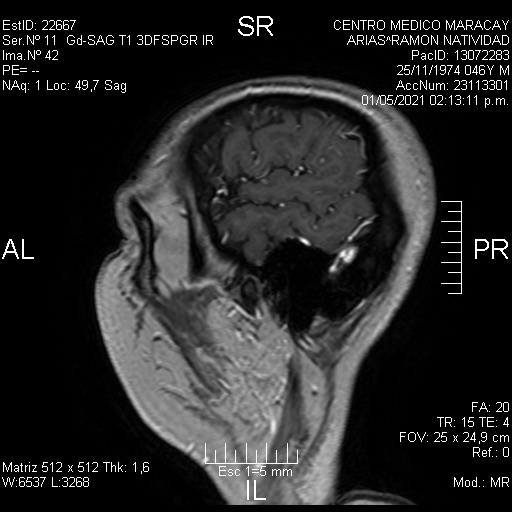 EstID: 22667
Ser.Nº 11  Gd-SAG T1 3DFSPGR IR
Ima.Nº 42
PE= --
NAq: 1 Loc: 49,7 Sag
SR
CENTRO MEDICO MARACAY
ARIAS^RAMON NATIVIDAD
PacID: 13072283
25/11/1974 046Y M
AccNum: 23113301
01/05/2021 02:13:11 p.m.
AL
PR
FA: 20
TR: 15 TE: 4
FOV: 25 x 24,9 cm
Ref.: 0
Mod.: MR
Matriz 512 x 512 Thk: 1,6
W:6537 L:3268
Esc 1=5 mm
IL